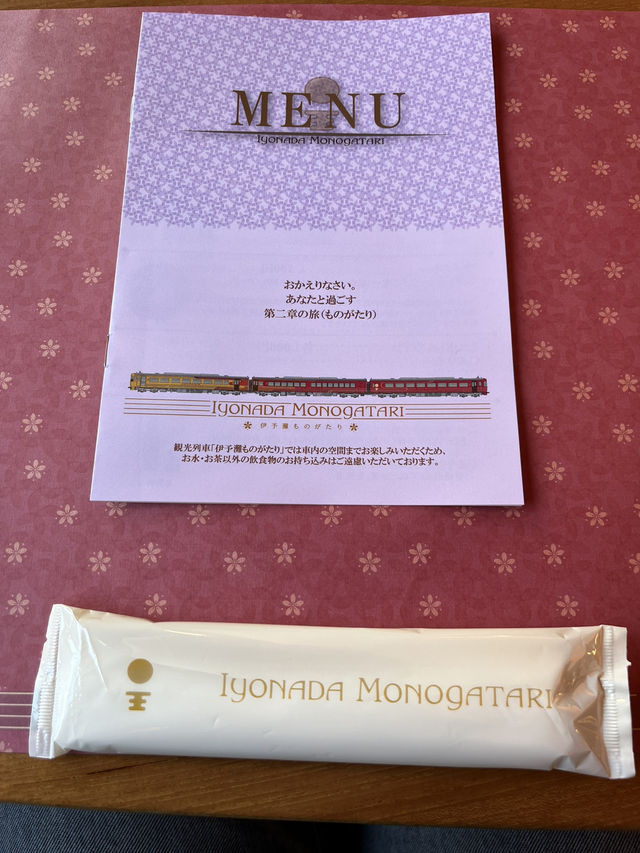 MENU
IYONADA MONOGATARI
おかえりなさい。
あなたと過ごす
第二章の旅(ものがたり)
IYONADA MONOGATARI
伊予灘ものがたり
観光列車「伊予灘ものがたり」では車内の空間までお楽しみいただくため、
お水・お茶以外の飲食物のお持ち込みはご遠慮いただいております。
IYONADA MONOGATARI